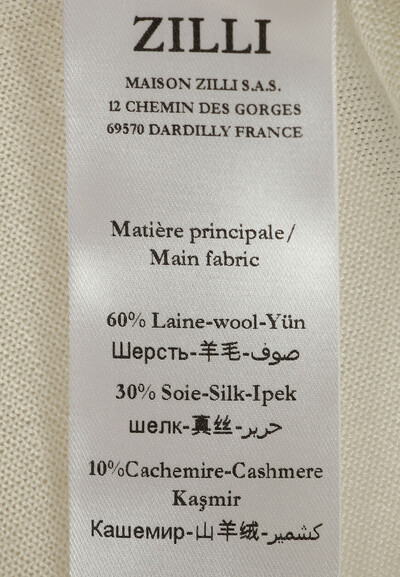 ZILLI
MAISON ZILLI S.A.S.
12 CHEMIN DES GORGES
69570 DARDILLY FRANCE
Matière principale/
Main fabric
60% Laine-wool-Yün
Шерсть-羊毛-صوف
30% Soie-Silk-Ipek
шелк-真丝-حرير
10%Cachemire-Cashmere
Kaşmir
Кашемир-山羊绒-كشمير